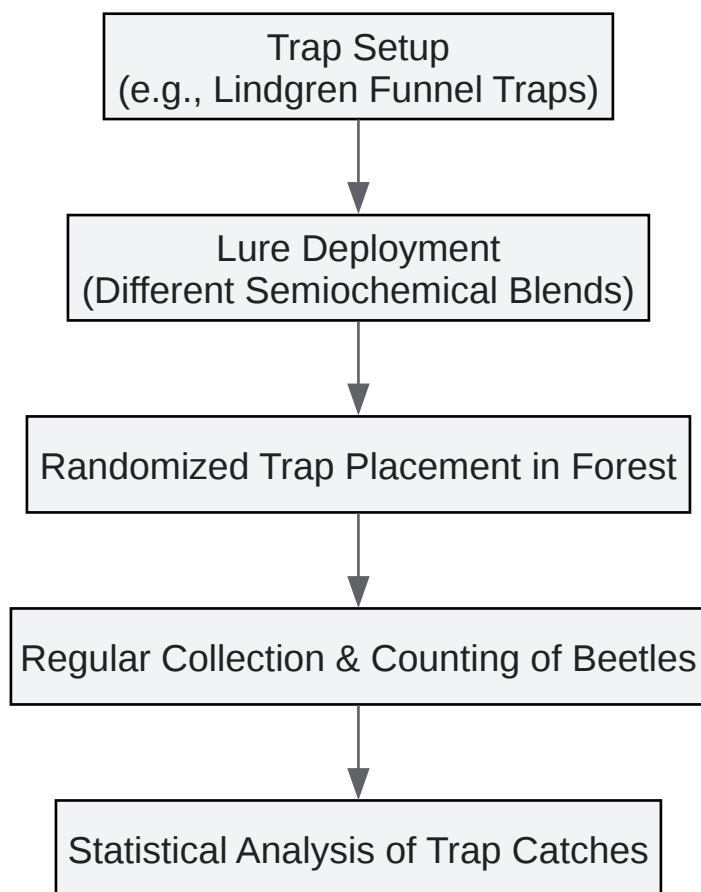 Trap Setup
(e.g., Lindgren Funnel Traps)
Lure Deployment
(Different Semiochemical Blends)
Randomized Trap Placement in Forest
Regular Collection & Counting of Beetles
Statistical Analysis of Trap Catches